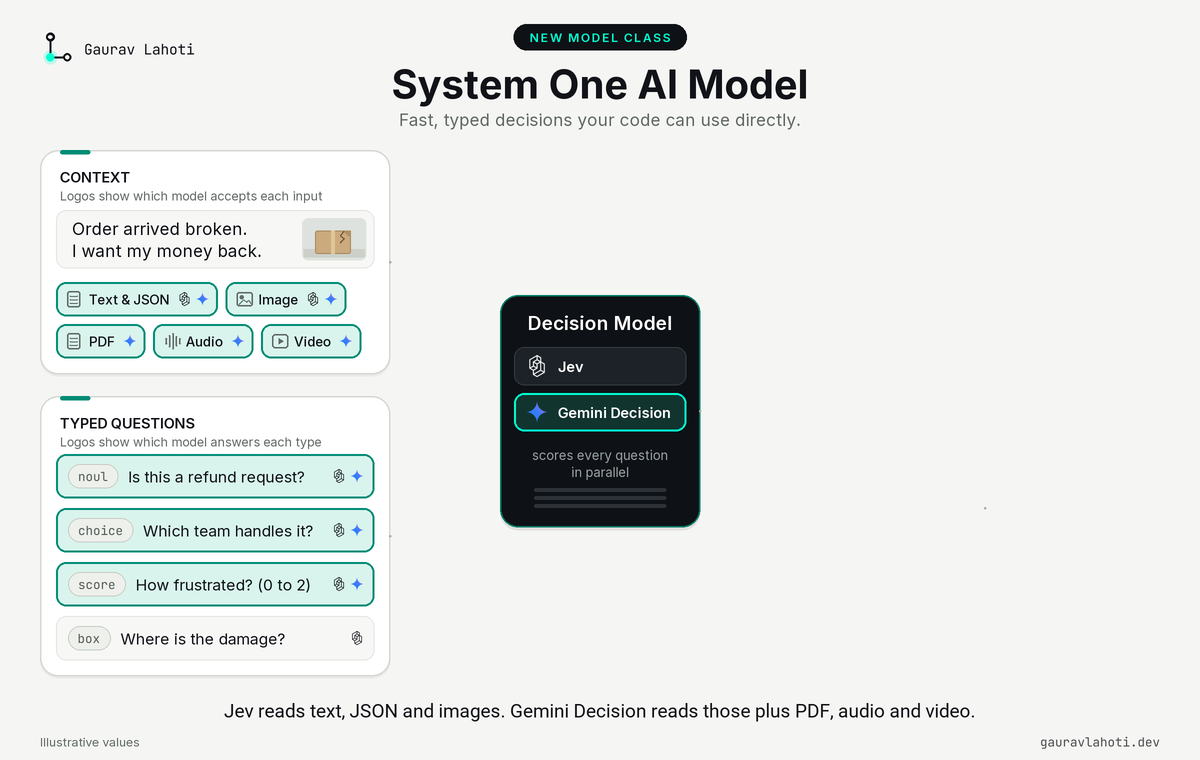 Gaurav Lahoti
NEW MODEL CLASS
System One AI Model
Fast, typed decisions your code can use directly.
CONTEXT
Logos show which model accepts each input
Order arrived broken.
I want my money back.
Text & JSON
Image
PDF
Audio
Video
TYPED QUESTIONS
Logos show which model answers each type
noul Is this a refund request?
choice Which team handles it?
score How frustrated? (0 to 2)
box Where is the damage?
Decision Model
Jev
Gemini Decision
scores every question
in parallel
Jev reads text, JSON and images. Gemini Decision reads those plus PDF, audio and video.
Illustrative values
gauravlahoti.dev